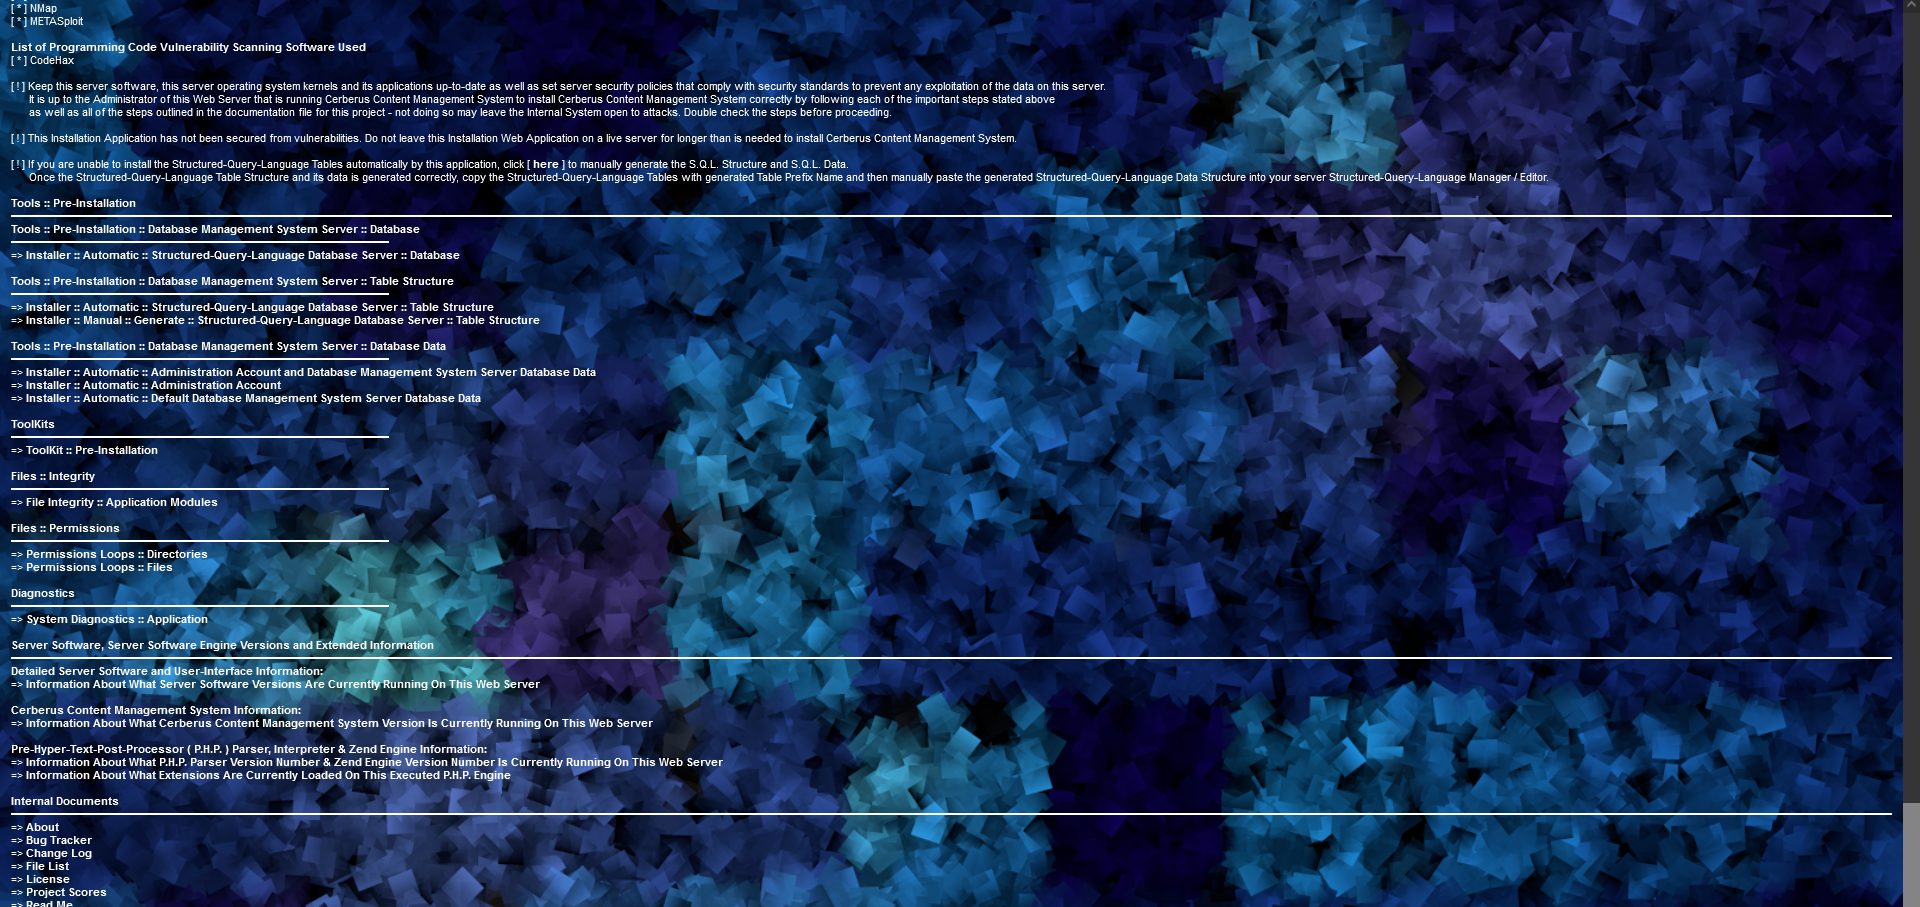 [ * ] NMap
[ * ] METASploit
List of Programming Code Vulnerability Scanning Software Used
[ * ] CodeHax
[ ! ] Keep this server software, this server operating system kernels and its applications up-to-date as well as set server security policies that comply with security standards to prevent any exploitation of the data on this server.
It is up to the Administrator of this Web Server that is running Cerberus Content Management System to install Cerberus Content Management System correctly by following each of the important steps stated above
as well as all of the steps outlined in the documentation file for this project - not doing so may leave the Internal System open to attacks. Double check the steps before proceeding.
[ ! ] This Installation Application has not been secured from vulnerabilities. Do not leave this Installation Web Application on a live server for longer than is needed to install Cerberus Content Management System.
[ ! ] If you are unable to install the Structured-Query-Language Tables automatically by this application, click [ here ] to manually generate the S.Q.L. Structure and S.Q.L. Data.
Once the Structured-Query-Language Table Structure and its data is generated correctly, copy the Structured-Query-Language Tables with generated Table Prefix Name and then manually paste the generated Structured-Query-Language Data Structure into your server Structured-Query-Language Manager / Editor.
Tools :: Pre-Installation
Tools :: Pre-Installation :: Database Management System Server :: Database
=> Installer :: Automatic :: Structured-Query-Language Database Server :: Database
Tools :: Pre-Installation :: Database Management System Server :: Table Structure
=> Installer :: Automatic :: Structured-Query-Language Database Server :: Table Structure
=> Installer :: Manual :: Generate :: Structured-Query-Language Database Server :: Table Structure
Tools :: Pre-Installation :: Database Management System Server :: Database Data
=> Installer :: Automatic :: Administration Account and Database Management System Server Database Data
=> Installer :: Automatic :: Administration Account
=> Installer :: Automatic :: Default Database Management System Server Database Data
ToolKits
=> ToolKit :: Pre-Installation
Files :: Integrity
=> File Integrity :: Application Modules
Files :: Permissions
=> Permissions Loops :: Directories
=> Permissions Loops :: Files
Diagnostics
=> System Diagnostics :: Application
Server Software, Server Software Engine Versions and Extended Information
Detailed Server Software and User-Interface Information:
=> Information About What Server Software Versions Are Currently Running On This Web Server
Cerberus Content Management System Information:
=> Information About What Cerberus Content Management System Version Is Currently Running On This Web Server
Pre-Hyper-Text-Post-Processor ( P.H.P. ) Parser, Interpreter & Zend Engine Information:
=> Information About What P.H.P. Parser Version Number & Zend Engine Version Number Is Currently Running On This Web Server
=> Information About What Extensions Are Currently Loaded On This Executed P.H.P. Engine
Internal Documents
=> About
=> Bug Tracker
=> Change Log
=> File List
=> License
=> Project Scores
=> Read Me